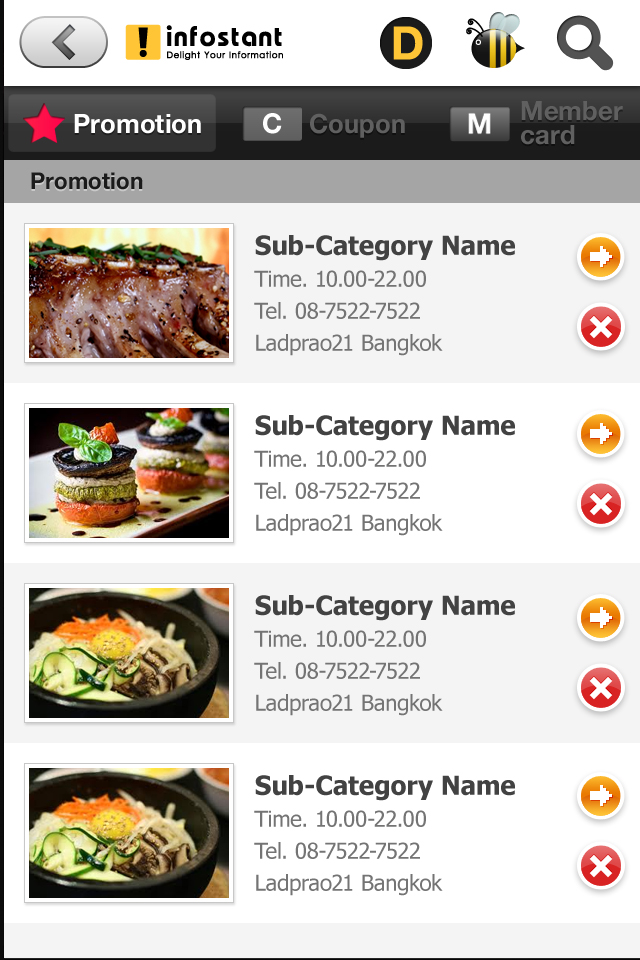 ! infostant
Delight Your Information
D
Promotion
C Coupon
M Member
card
Promotion
Sub-Category Name
Time. 10.00-22.00
Tel. 08-7522-7522
Ladprao21 Bangkok
Sub-Category Name
Time. 10.00-22.00
Tel. 08-7522-7522
Ladprao21 Bangkok
Sub-Category Name
Time. 10.00-22.00
Tel. 08-7522-7522
Ladprao21 Bangkok
Sub-Category Name
Time. 10.00-22.00
Tel. 08-7522-7522
Ladprao21 Bangkok